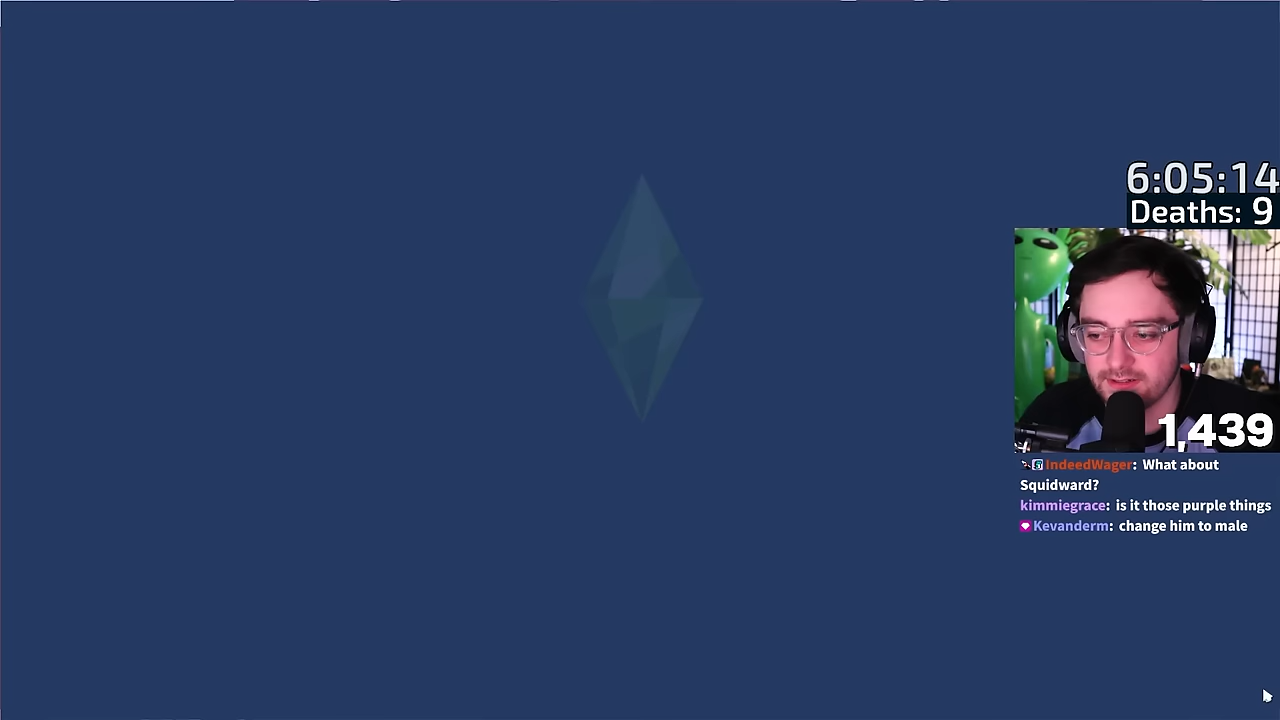 6:05:14
Deaths: 9
1,439
IndeedWager: What about
Squidward?
kimmiegrace: is it those purple things
Kevanderm: change him to male